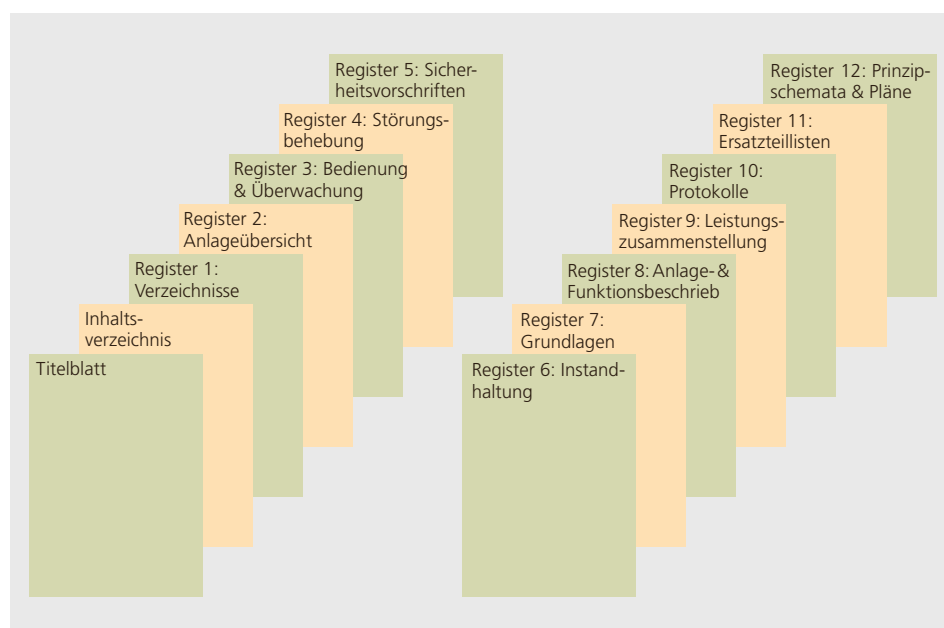 Titelblatt
Inhalts-
verzeichnis
Register 1:
Verzeichnisse
Register 2:
Anlageübersicht
Register 3: Bedienung
& Überwachung
Register 4: Störungs-
behebung
Register 5: Sicher-
heitsvorschriften
Register 6: Instand-
haltung
Register 7:
Grundlagen
Register 8: Anlage- &
Funktionsbeschrieb
Register 9: Leistungs-
zusammenstellung
Register 10:
Protokolle
Register 11:
Ersatzteillisten
Register 12: Prinzip-
schemata & Pläne